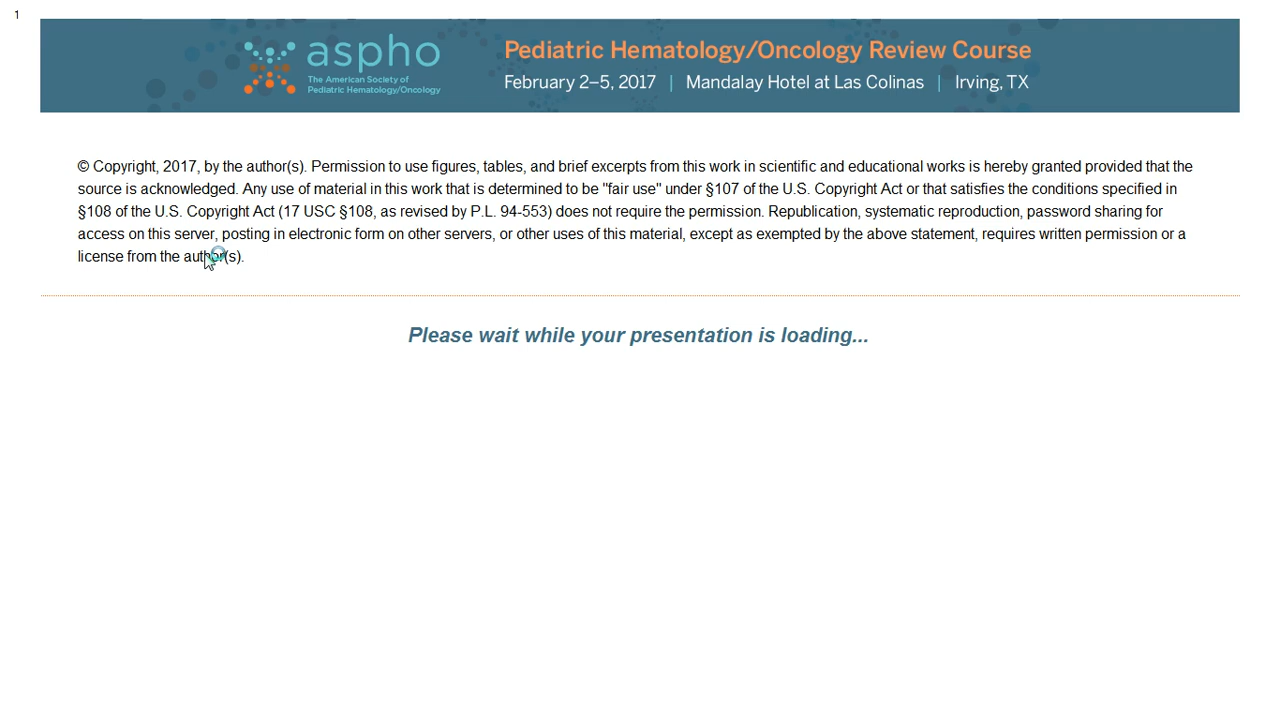 1
aspho
The American Society of
Pediatric Hematology/Oncology
Pediatric Hematology/Oncology Review Course
February 2–5, 2017 | Mandalay Hotel at Las Colinas | Irving, TX
© Copyright, 2017, by the author(s). Permission to use figures, tables, and brief excerpts from this work in scientific and educational works is hereby granted provided that the
source is acknowledged. Any use of material in this work that is determined to be "fair use" under §107 of the U.S. Copyright Act or that satisfies the conditions specified in
§108 of the U.S. Copyright Act (17 USC §108, as revised by P.L. 94-553) does not require the permission. Republication, systematic reproduction, password sharing for
access on this server, posting in electronic form on other servers, or other uses of this material, except as exempted by the above statement, requires written permission or a
license from the author(s).
Please wait while your presentation is loading...